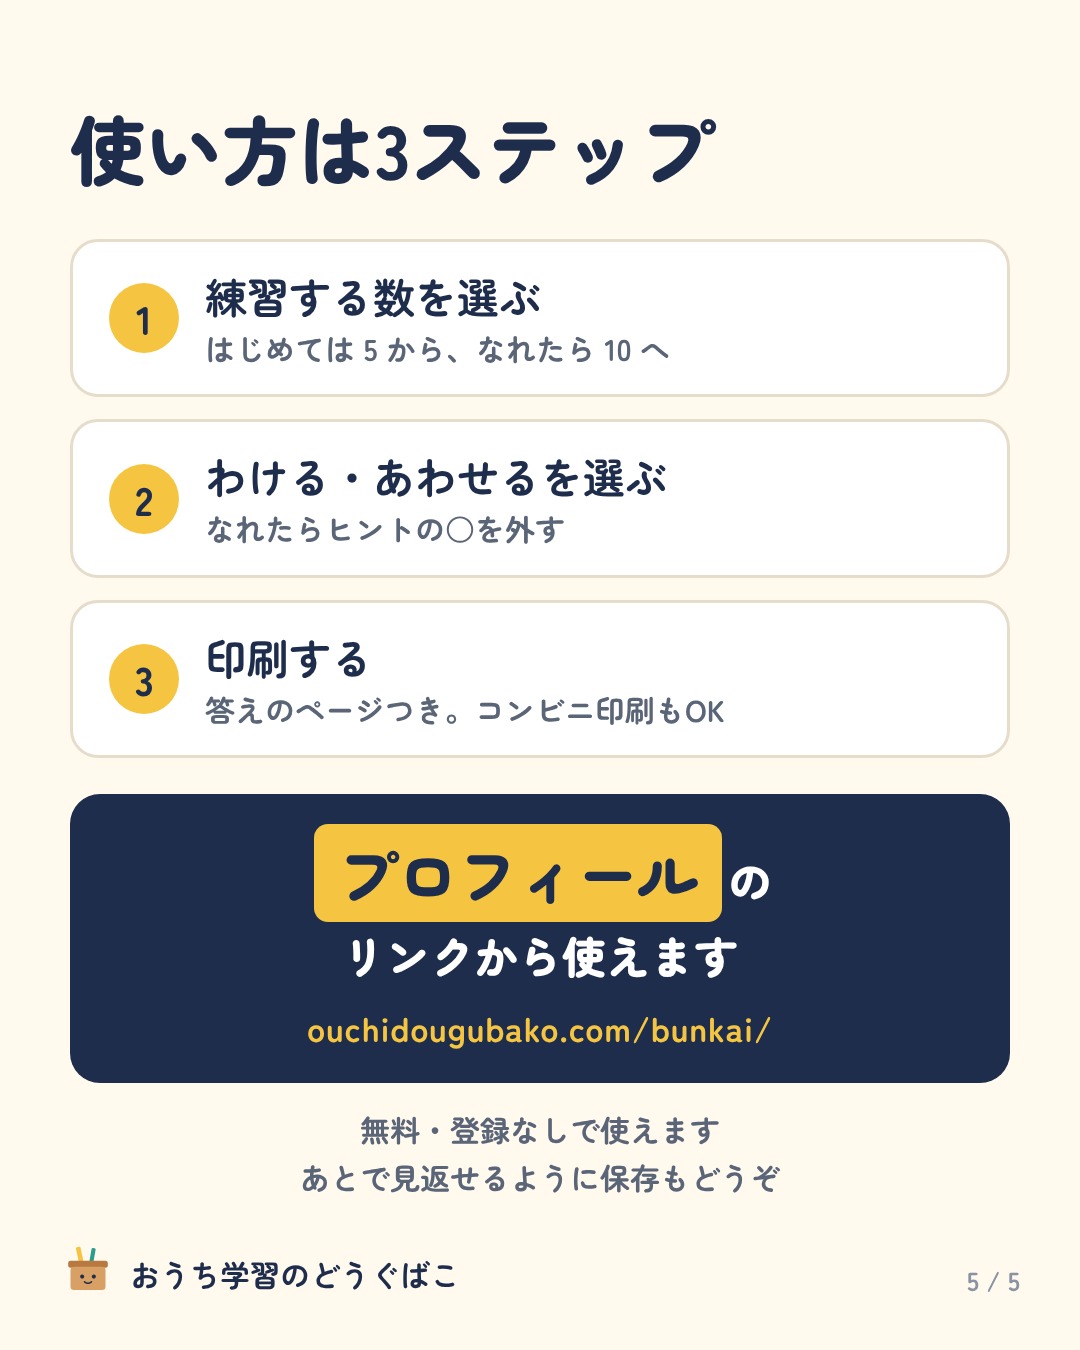 使い方は3ステップ
1
練習する数を選ぶ
はじめては 5 から、なれたら 10 へ
2
わける・あわせるを選ぶ
なれたらヒントの◯を外す
3
印刷する
答えのページつき。コンビニ印刷もOK
プロフィール の
リンクから使えます
ouchidougubako.com/bunkai/
無料・登録なしで使えます
あとで見返せるように保存もどうぞ
おうち学習のどうぐばこ
5 / 5